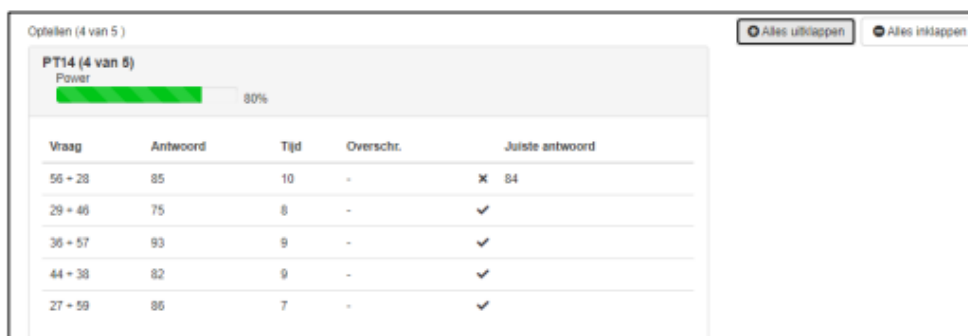 Optellen (4 van 5 )
Alles uitklappen
Alles inklappen
PT14 (4 van 5)
Power
80%
Vraag Antwoord Tijd Overschr. Juiste antwoord
56 + 28 85 10 - ✖ 84
29 + 46 75 8 - ✔
36 + 57 93 9 - ✔
44 + 38 82 9 - ✔
27 + 59 86 7 - ✔